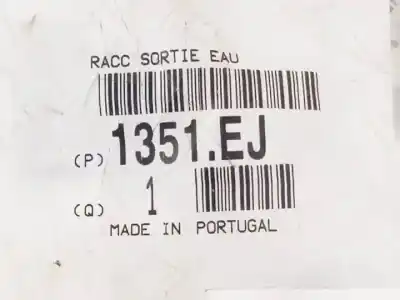 RACC SORTIE EAU
(P) 1351.EJ
(Q) 1
MADE IN PORTUGAL